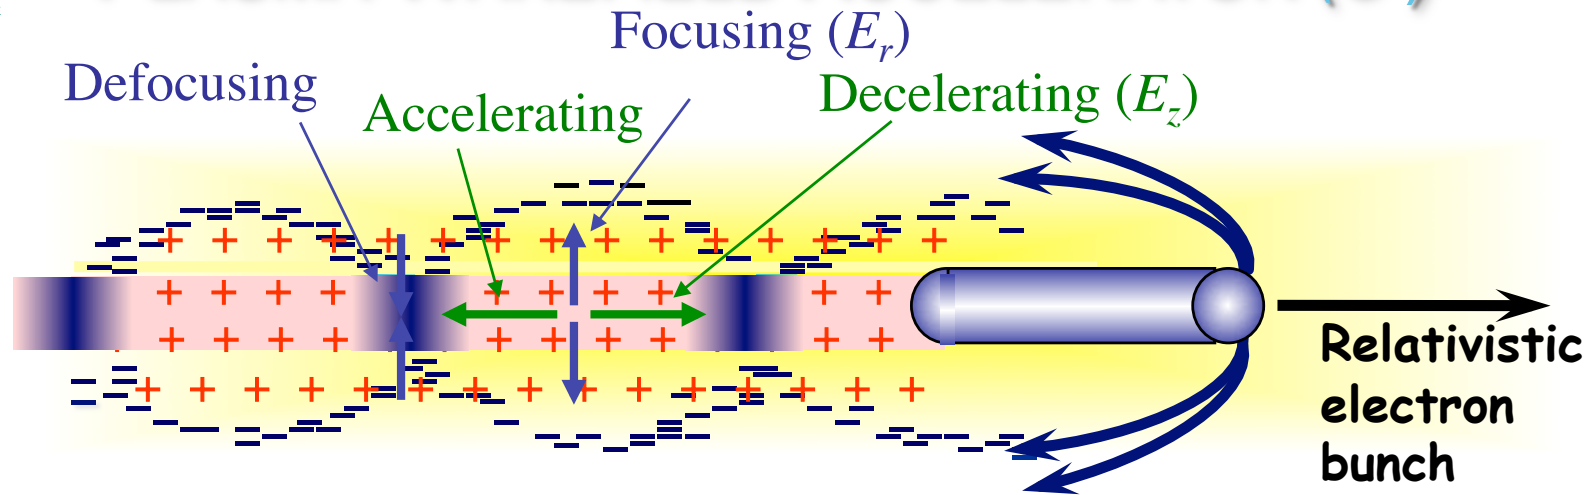 Focusing (E_r)
Defocusing
Accelerating
Decelerating (E_z)
Relativistic
electron
bunch